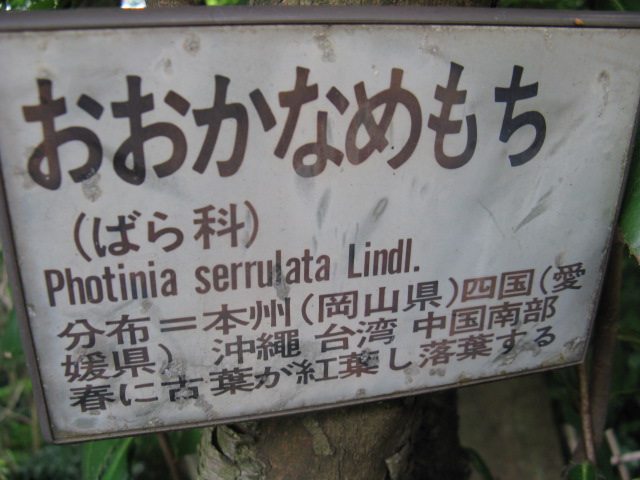 おおかなめもち
（ばら科）
Photinia serrulata Lindl.
分布＝本州（岡山県）四国（愛
媛県） 沖縄 台湾 中国南部
春に古葉が紅葉し落葉する